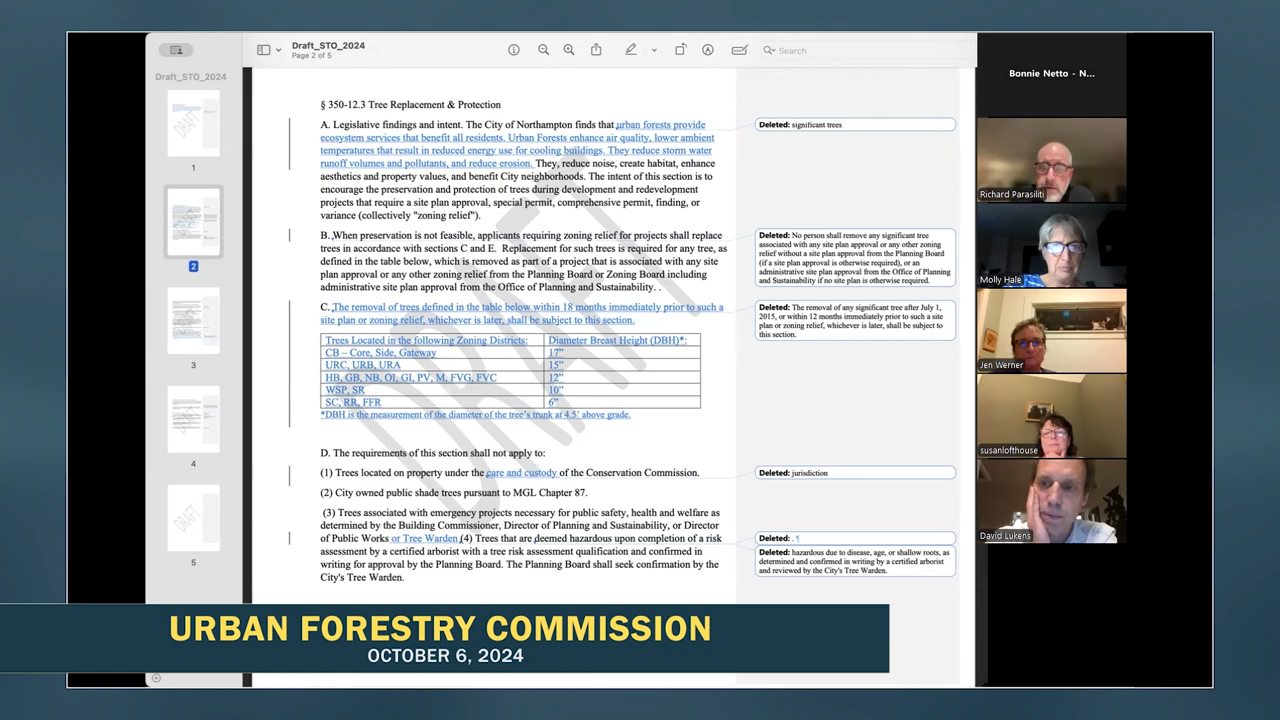 Draft_STO_2024
Page 2 of 5
Search
Draft_STO_2024
1
2
3
4
5
§ 350-12.3 Tree Replacement & Protection
A. Legislative findings and intent. The City of Northampton finds that urban forests provide
ecosystem services that benefit all residents. Urban Forests enhance air quality, lower ambient
temperatures that result in reduced energy use for cooling buildings. They reduce storm water
runoff volumes and pollutants, and reduce erosion. They, reduce noise, create habitat, enhance
aesthetics and property values, and benefit City neighborhoods. The intent of this section is to
encourage the preservation and protection of trees during development and redevelopment
projects that require a site plan approval, special permit, comprehensive permit, finding, or
variance (collectively "zoning relief").
B. When preservation is not feasible, applicants requiring zoning relief for projects shall replace
trees in accordance with sections C and E. Replacement for such trees is required for any tree, as
defined in the table below, which is removed as part of a project that is associated with any site
plan approval or any other zoning relief from the Planning Board or Zoning Board including
administrative site plan approval from the Office of Planning and Sustainability. .
C. The removal of trees defined in the table below within 18 months immediately prior to such a
site plan or zoning relief, whichever is later, shall be subject to this section.
Trees Located in the following Zoning Districts: Diameter Breast Height (DBH)*:
CB – Core, Side, Gateway 17"
URC, URB, URA 15"
HB, GB, NB, OI, GI, PV, M, FVG, FVC 12"
WSP, SR 10"
SC, RR, FFR 6"
*DBH is the measurement of the diameter of the tree's trunk at 4.5' above grade.
D. The requirements of this section shall not apply to:
(1) Trees located on property under the care and custody of the Conservation Commission.
(2) City owned public shade trees pursuant to MGL Chapter 87.
(3) Trees associated with emergency projects necessary for public safety, health and welfare as
determined by the Building Commissioner, Director of Planning and Sustainability, or Director
of Public Works or Tree Warden.(4) Trees that are deemed hazardous upon completion of a risk
assessment by a certified arborist with a tree risk assessment qualification and confirmed in
writing for approval by the Planning Board. The Planning Board shall seek confirmation by the
City's Tree Warden.
DRAFT
Deleted: significant trees
Deleted: No person shall remove any significant tree
associated with any site plan approval or any other zoning
relief without a site plan approval from the Planning Board
(if a site plan approval is otherwise required), or an
administrative site plan approval from the Office of Planning
and Sustainability if no site plan is otherwise required.
Deleted: The removal of any significant tree after July 1,
2015, or within 12 months immediately prior to such a site
plan or zoning relief, whichever is later, shall be subject to
this section.
Deleted: jurisdiction
Deleted: . ¶
Deleted: hazardous due to disease, age, or shallow roots, as
determined and confirmed in writing by a certified arborist
and reviewed by the City's Tree Warden.
Bonnie Netto - N...
Richard Parasiliti
Molly Hale
Jen Werner
susanlofthouse
David Lukens
URBAN FORESTRY COMMISSION
OCTOBER 6, 2024